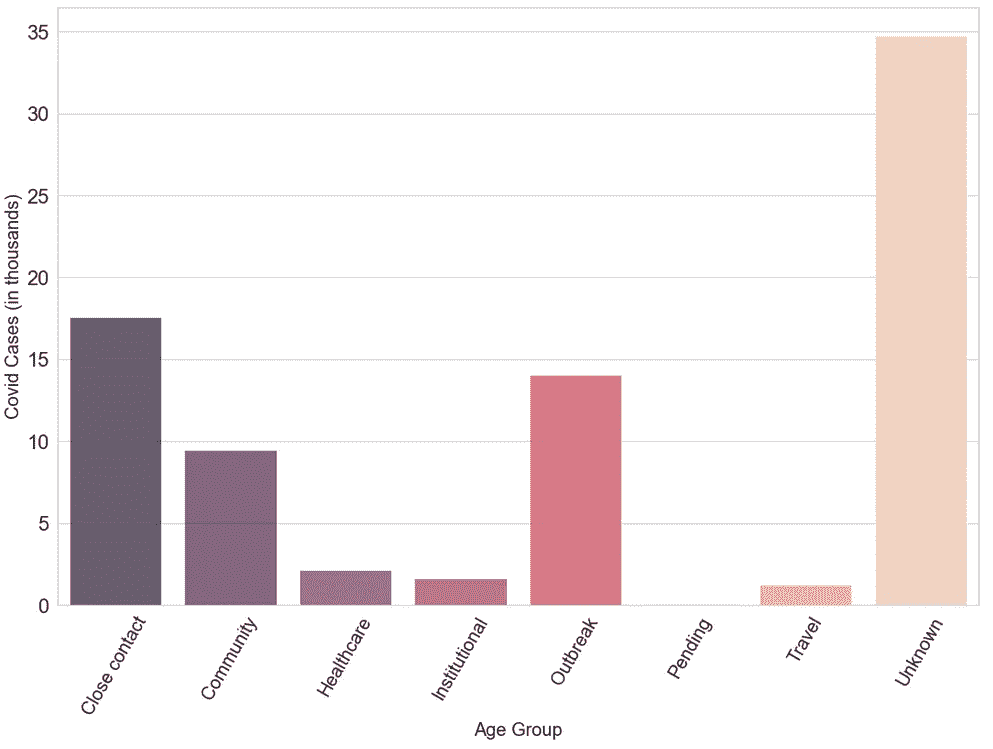 Covid Cases (in thousands)
35
30
25
20
15
10
5
0
Close contact
Community
Healthcare
Institutional
Outbreak
Pending
Travel
Unknown
Age Group